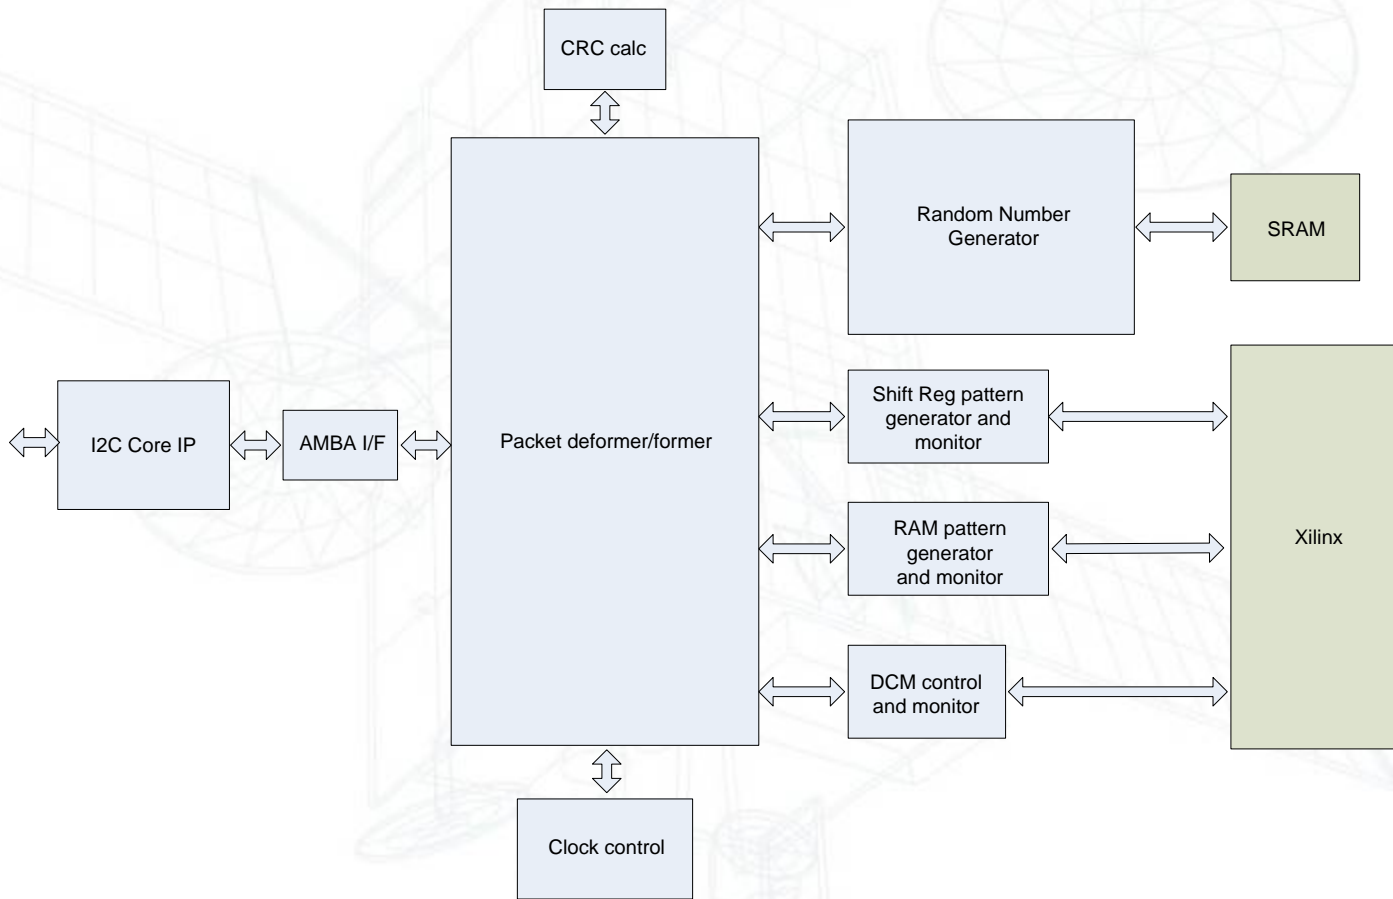 CRC calc
Random Number
Generator
SRAM
Shift Reg pattern
generator and
monitor
I2C Core IP
AMBA I/F
Packet deformer/former
RAM pattern
generator
and monitor
Xilinx
DCM control
and monitor
Clock control